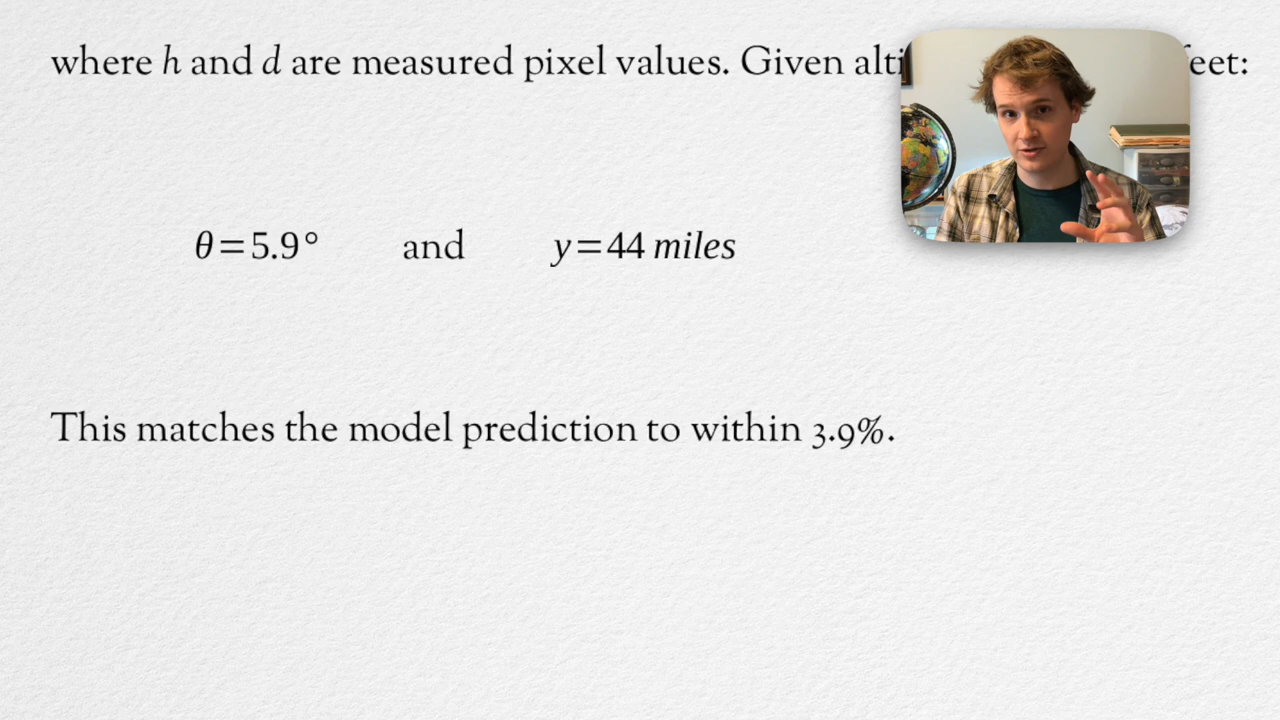 where h and d are measured pixel values. Given feet:
θ=5.9° and y=44 miles
This matches the model prediction to within 3.9%.